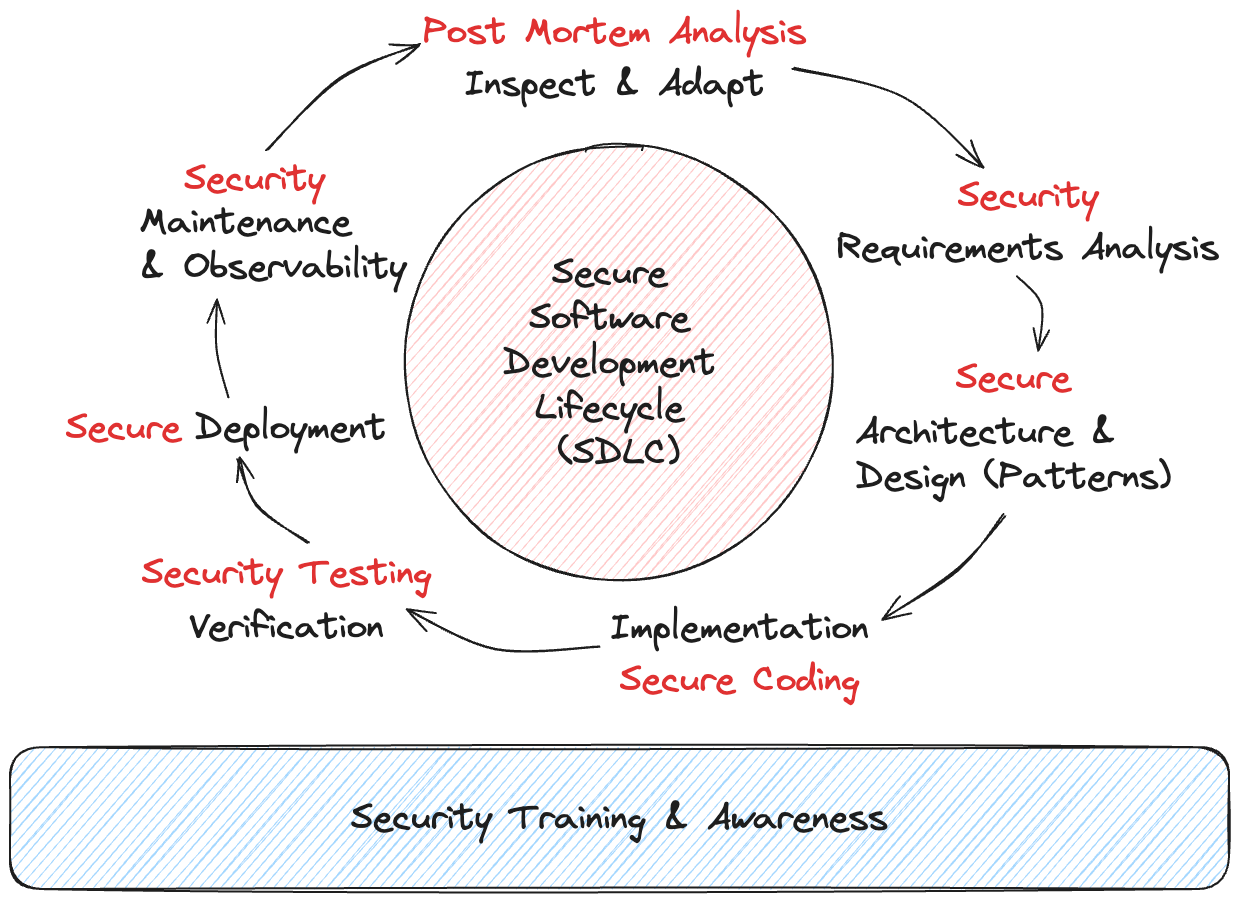 Post Mortem Analysis
Inspect & Adapt
Security
Requirements Analysis
Secure
Architecture &
Design (Patterns)
Implementation
Secure Coding
Security Testing
Verification
Secure Deployment
Security
Maintenance
& Observability
Secure
Software
Development
Lifecycle
(SDLC)
Security Training & Awareness